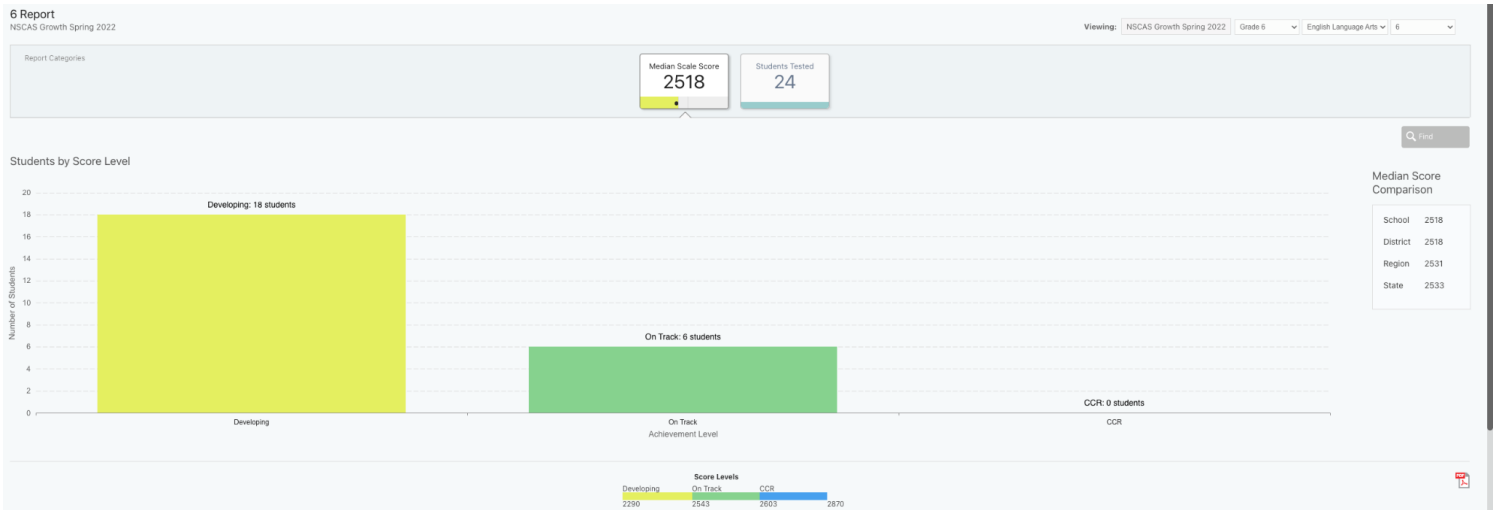 6 Report
NSCAS Growth Spring 2022
Viewing: NSCAS Growth Spring 2022 Grade 6 English Language Arts 6
Report Categories
Median Scale Score
2518
Students Tested
24
Find
Students by Score Level
Median Score
Comparison
School 2518
District 2518
Region 2531
State 2533
Number of Students
20
18
16
14
12
10
8
6
4
2
0
Developing: 18 students
On Track: 6 students
CCR: 0 students
Developing On Track CCR
Achievement Level
Score Levels
Developing On Track CCR
2290 2543 2603 2870